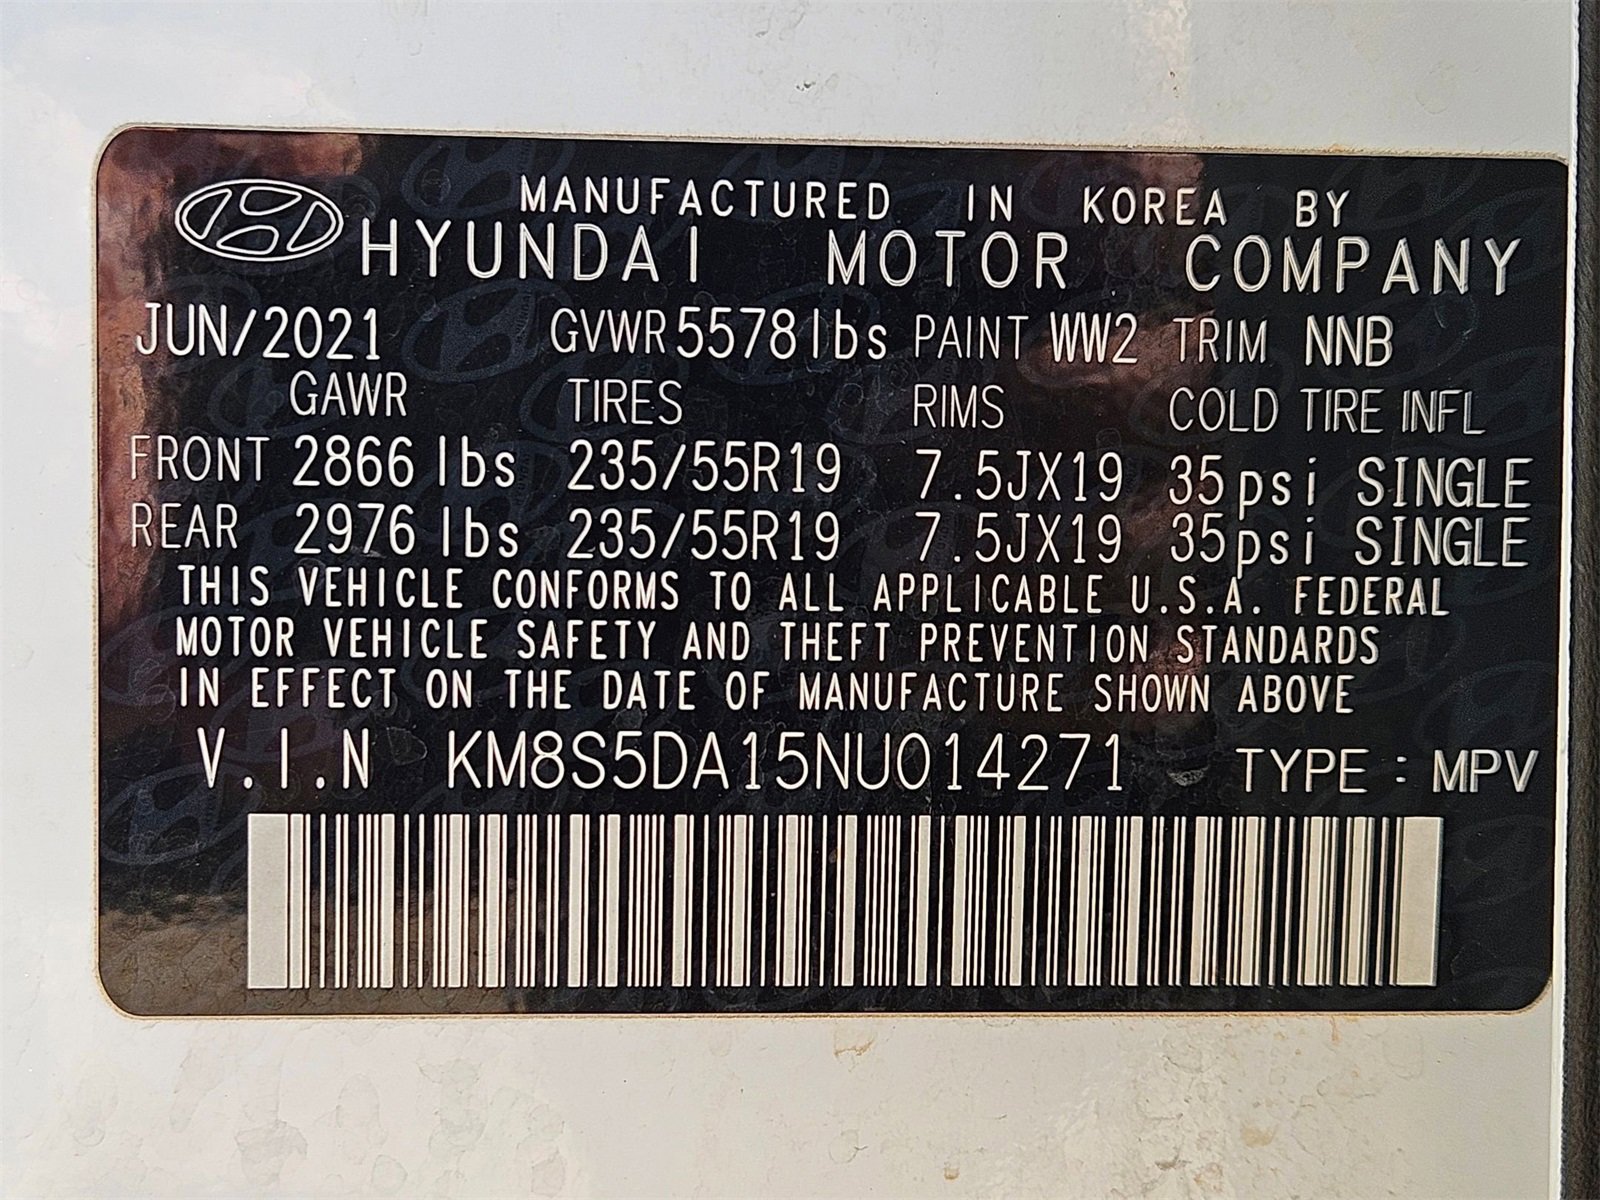 MANUFACTURED IN KOREA BY
HYUNDAI MOTOR COMPANY
JUN/2021 GVWR 5578lbs PAINT WW2 TRIM NNB
GAWR TIRES RIMS COLD TIRE INFL
FRONT 2866 lbs 235/55R19 7.5JX19 35psi SINGLE
REAR 2976 lbs 235/55R19 7.5JX19 35psi SINGLE
THIS VEHICLE CONFORMS TO ALL APPLICABLE U.S.A. FEDERAL
MOTOR VEHICLE SAFETY AND THEFT PREVENTION STANDARDS
IN EFFECT ON THE DATE OF MANUFACTURE SHOWN ABOVE
V.I.N KM8S5DA15NU014271 TYPE : MPV